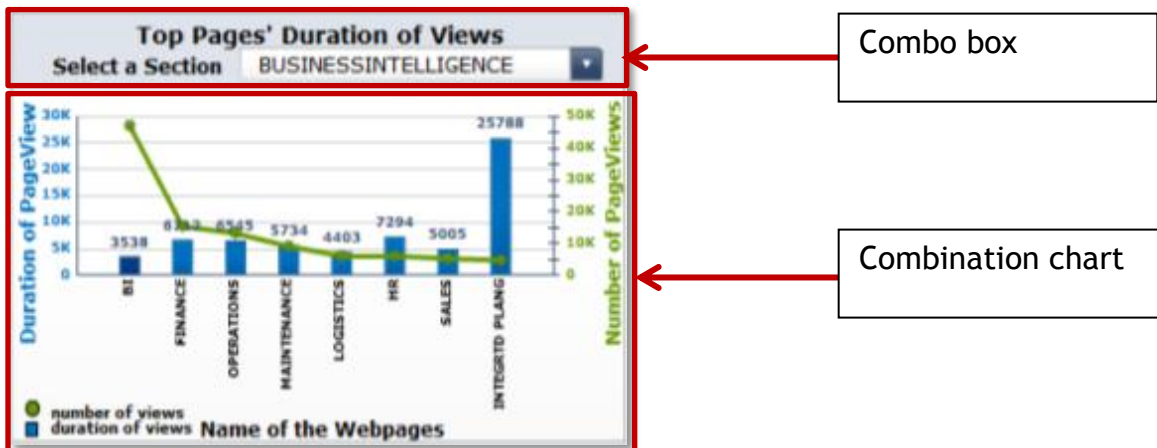 Top Pages' Duration of Views
Select a Section BUSINESSINTELLIGENCE
Combo box
Duration of PageView
30K
25K
20K
15K
10K
5K
0
3538
6545
5734
4403
7294
5005
25788
50K
40K
30K
20K
10K
0
Number of PageViews
BI
FINANCE
OPERATIONS
MAINTENANCE
LOGISTICS
HR
SALES
INTEGRTD PLANG
number of views
duration of views
Name of the Webpages
Combination chart